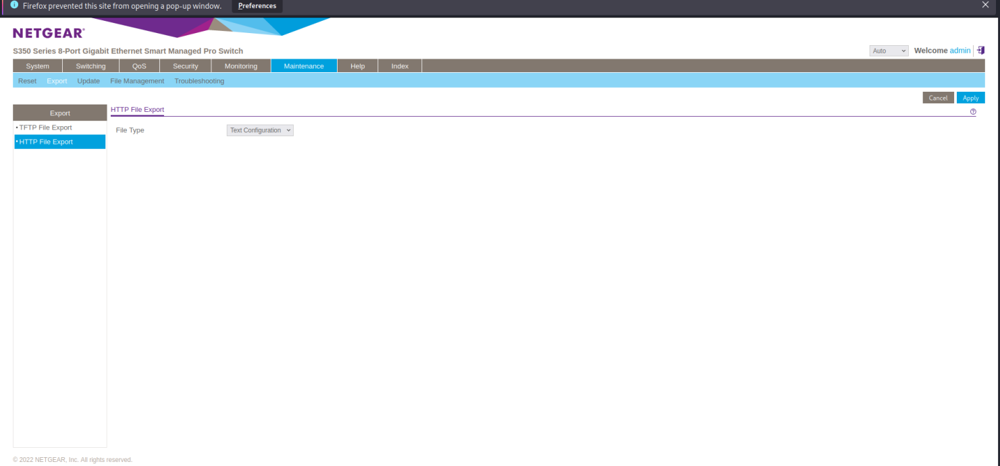 Firefox prevented this site from opening a pop-up window. Preferences
NETGEAR®
S350 Series 8-Port Gigabit Ethernet Smart Managed Pro Switch
Auto Welcome admin
System Switching QoS Security Monitoring Maintenance Help Index
Reset Export Update File Management Troubleshooting
Cancel Apply
Export
HTTP File Export
• TFTP File Export
File Type Text Configuration
• HTTP File Export
© 2022 NETGEAR, Inc. All rights reserved.